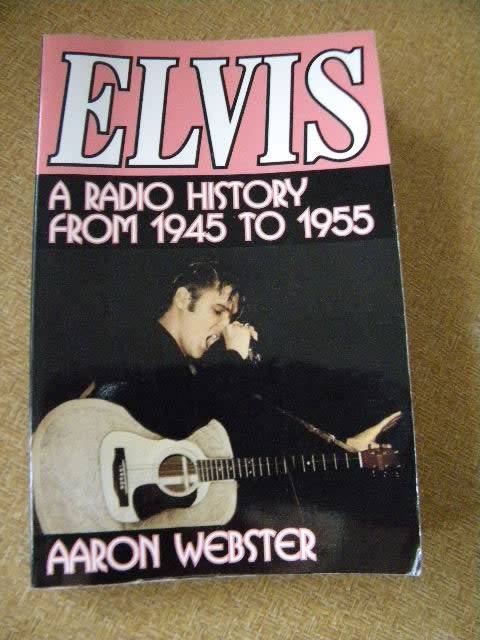 ELVIS
A RADIO HISTORY
FROM 1945 TO 1955
AARON WEBSTER